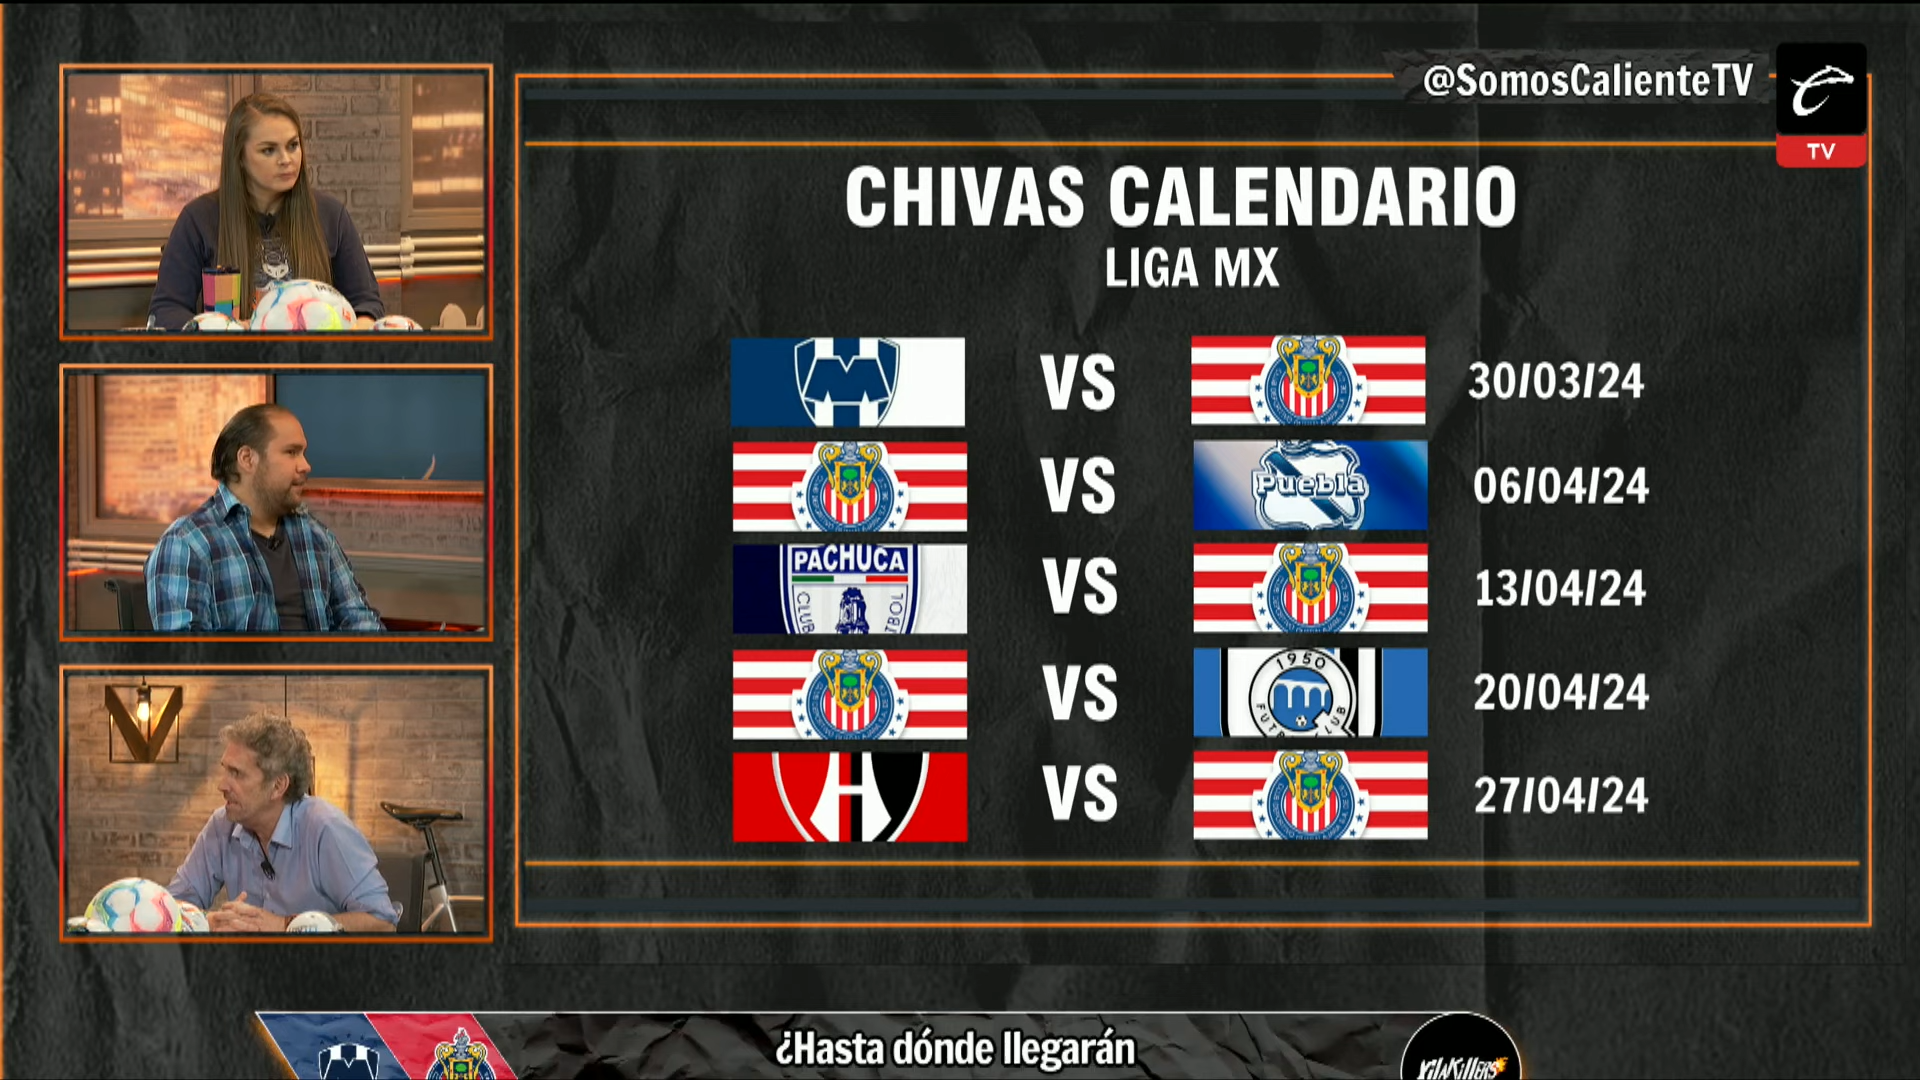 @SomosCalienteTV
TV
CHIVAS CALENDARIO
LIGA MX
VS
30/03/24
VS
Puebla
06/04/24
PACHUCA
CLUB
VS
13/04/24
VS
1950
20/04/24
VS
27/04/24
¿Hasta dónde llegarán